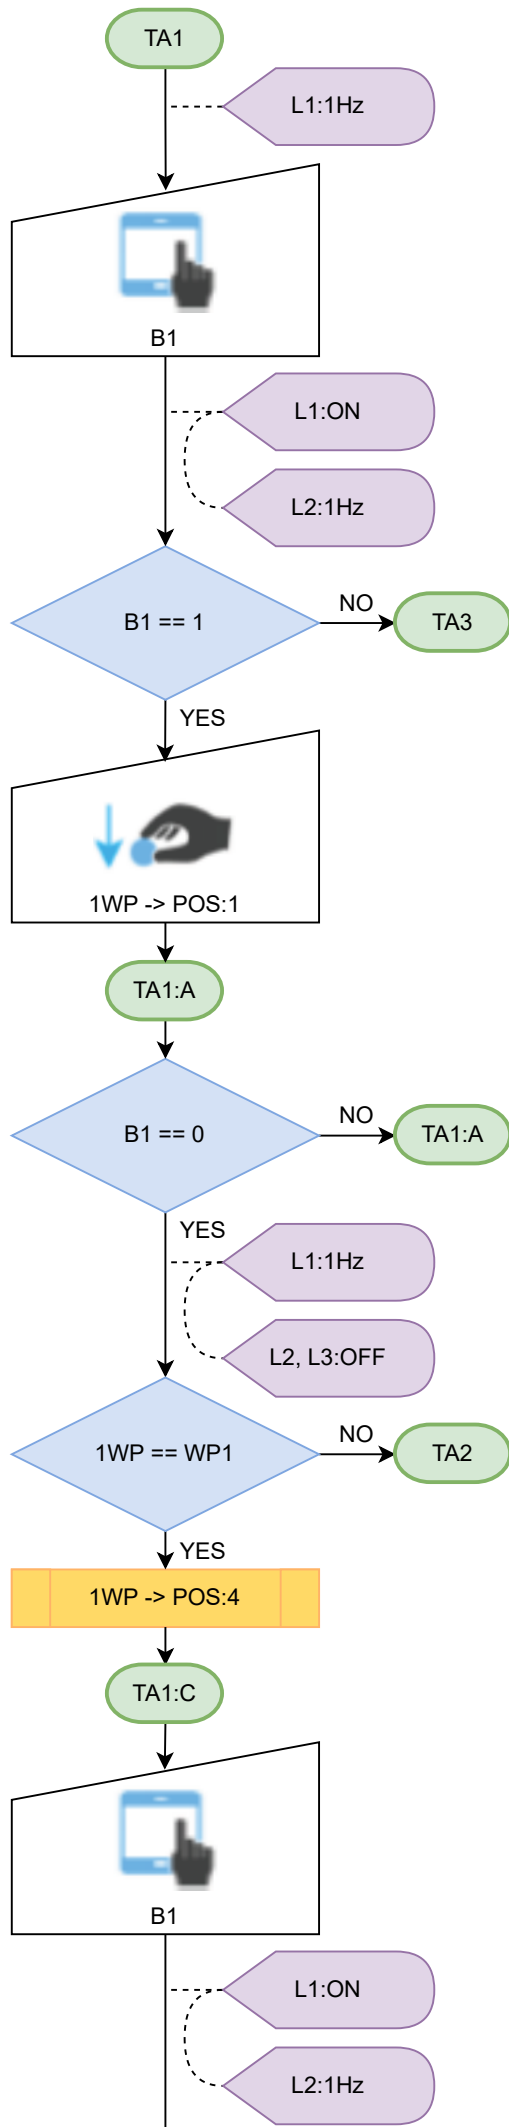 TA1
L1:1Hz
B1
L1:ON
L2:1Hz
B1 == 1
NO
TA3
YES
1WP -> POS:1
TA1:A
B1 == 0
NO
TA1:A
YES
L1:1Hz
L2, L3:OFF
1WP == WP1
NO
TA2
YES
1WP -> POS:4
TA1:C
B1
L1:ON
L2:1Hz